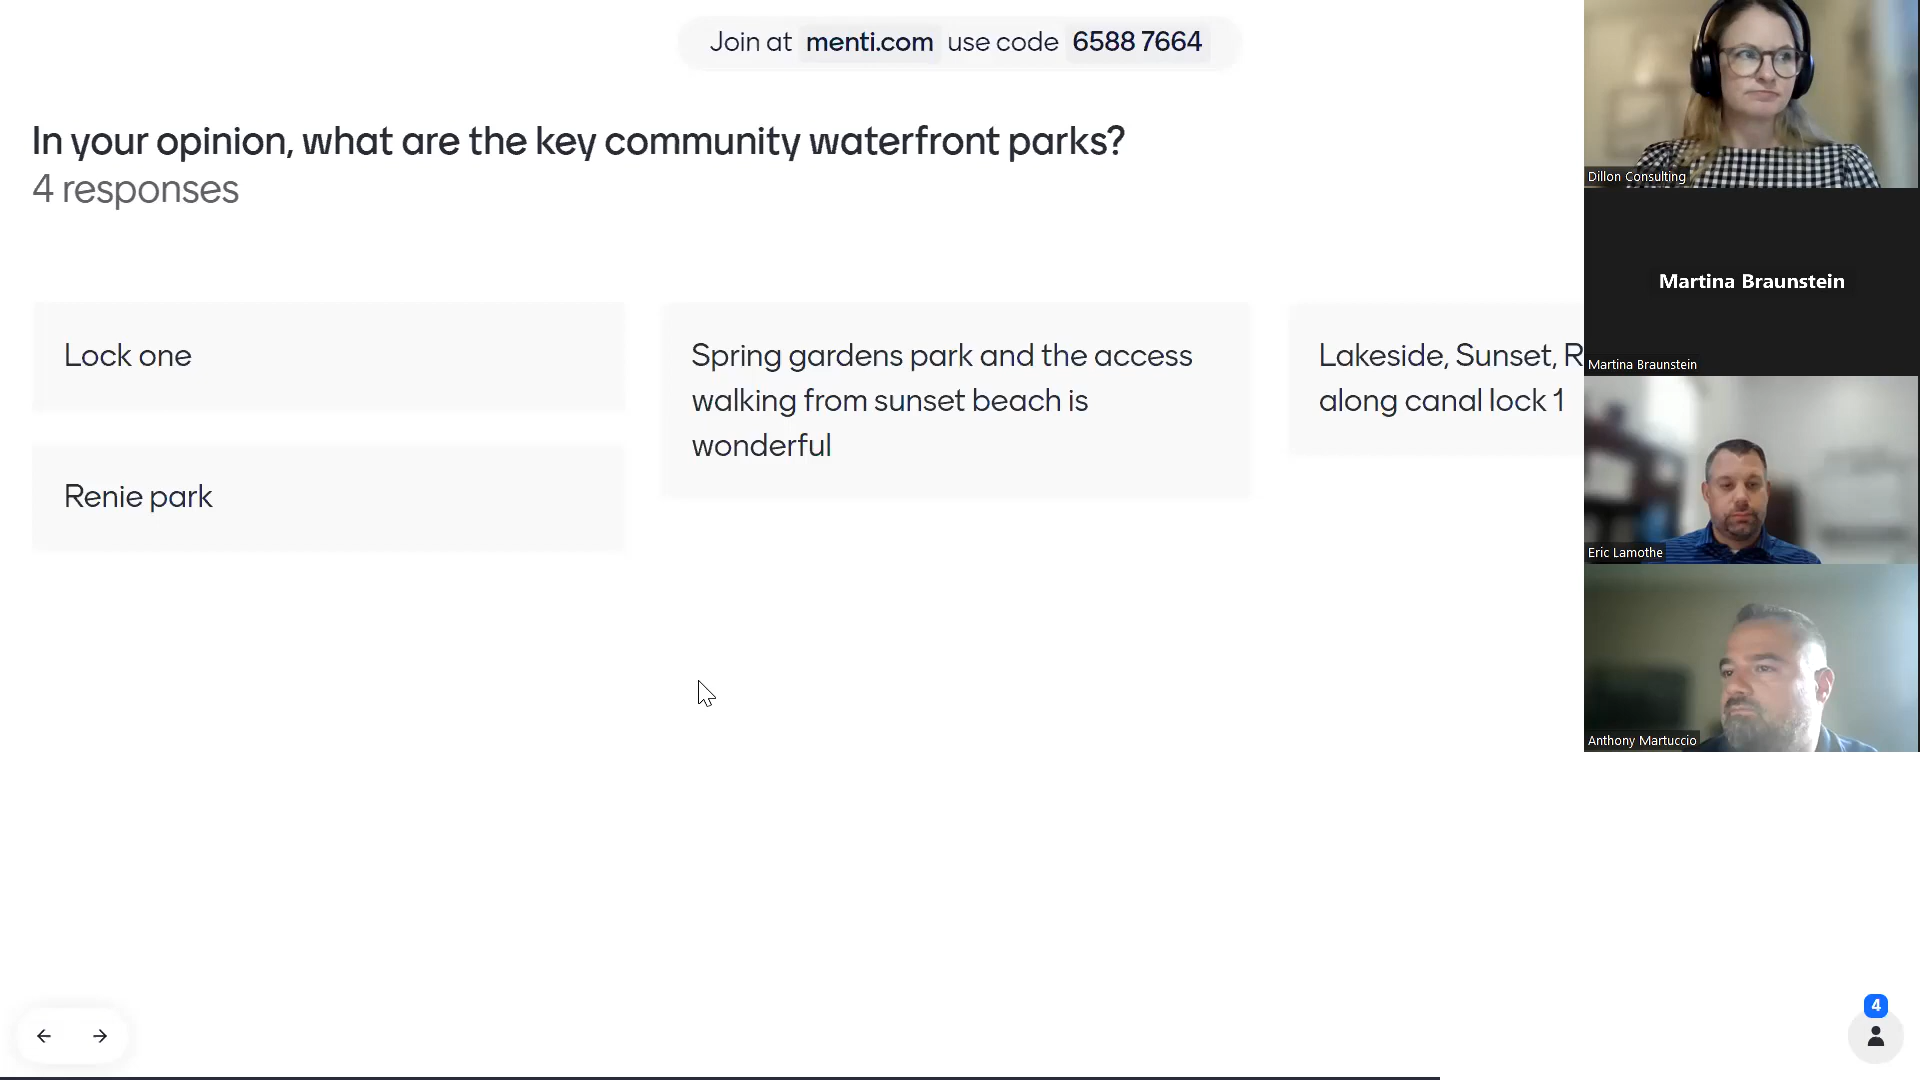 Join at menti.com use code 6588 7664
In your opinion, what are the key community waterfront parks?
4 responses
Lock one
Renie park
Spring gardens park and the access
walking from sunset beach is
wonderful
Lakeside, Sunset, R
along canal lock 1
Dillon Consulting
Martina Braunstein
Martina Braunstein
Eric Lamothe
Anthony Martuccio
4